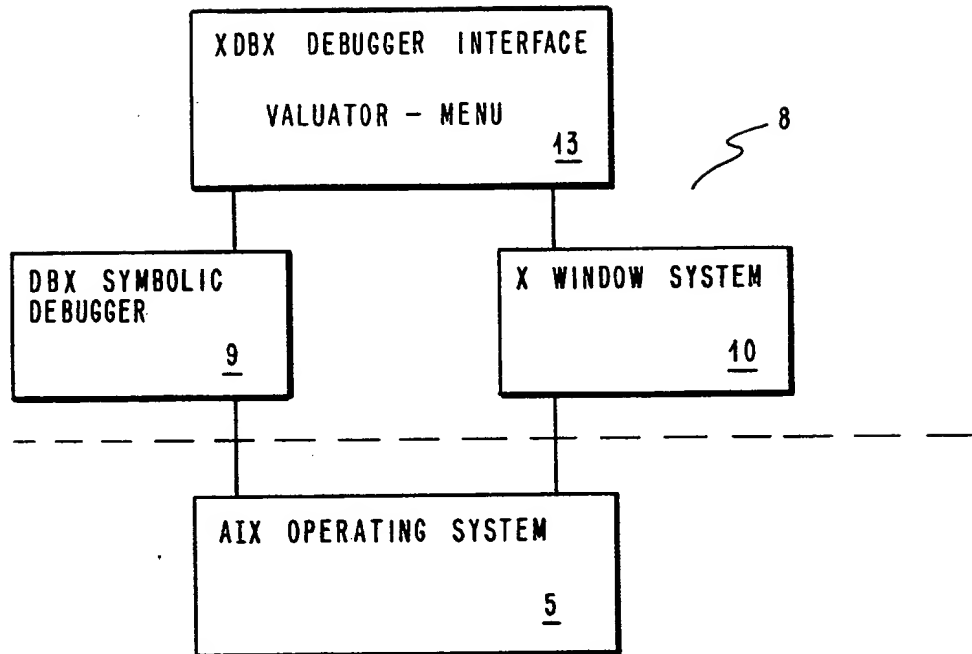 XDBX DEBUGGER INTERFACE
VALUATOR - MENU
13
8
DBX SYMBOLIC
DEBUGGER
9
X WINDOW SYSTEM
10
AIX OPERATING SYSTEM
5